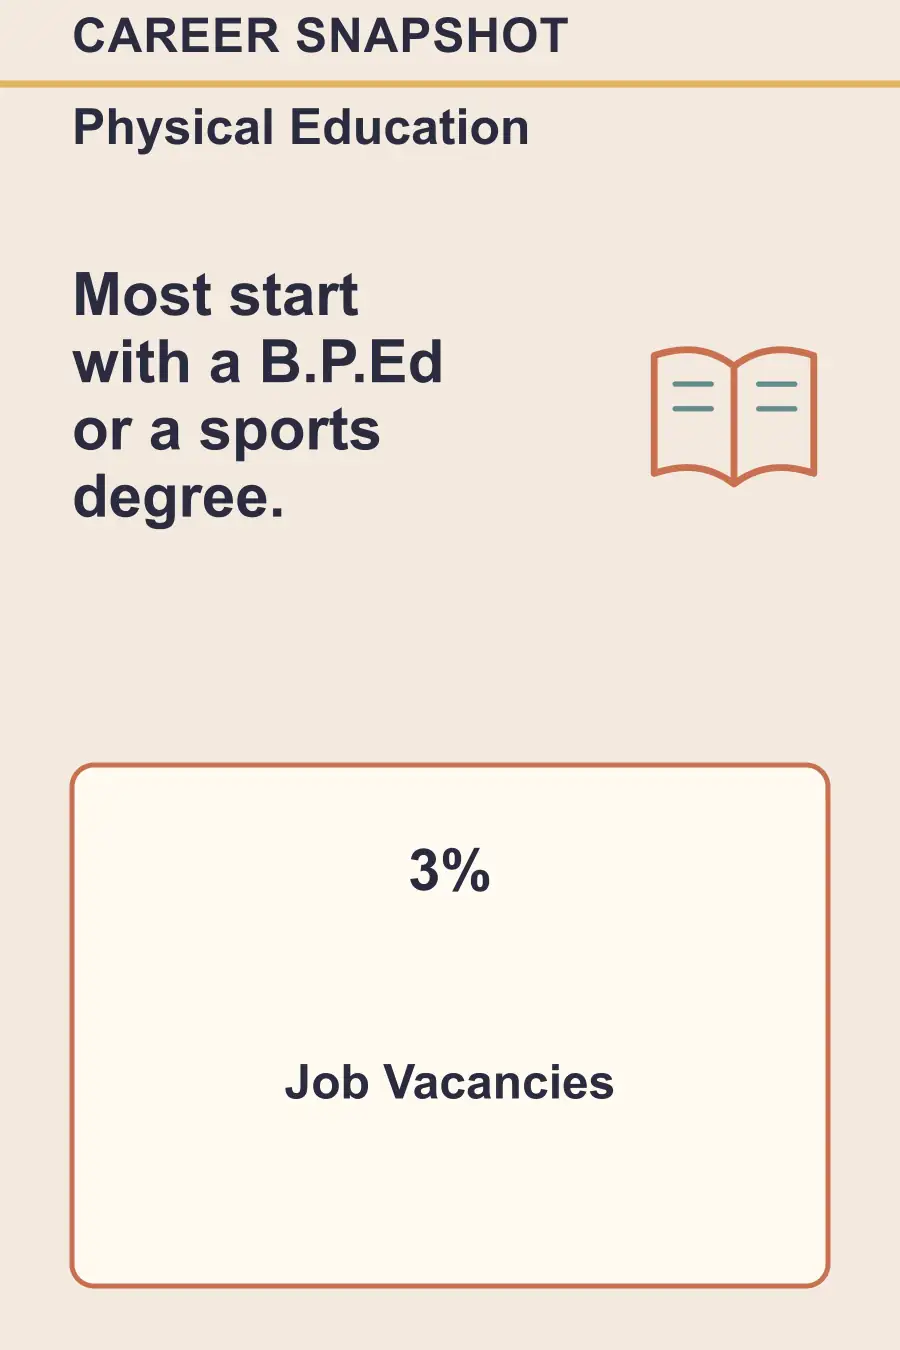 CAREER SNAPSHOT
Physical Education
Most start
with a B.P.Ed
or a sports
degree.
3%
Job Vacancies